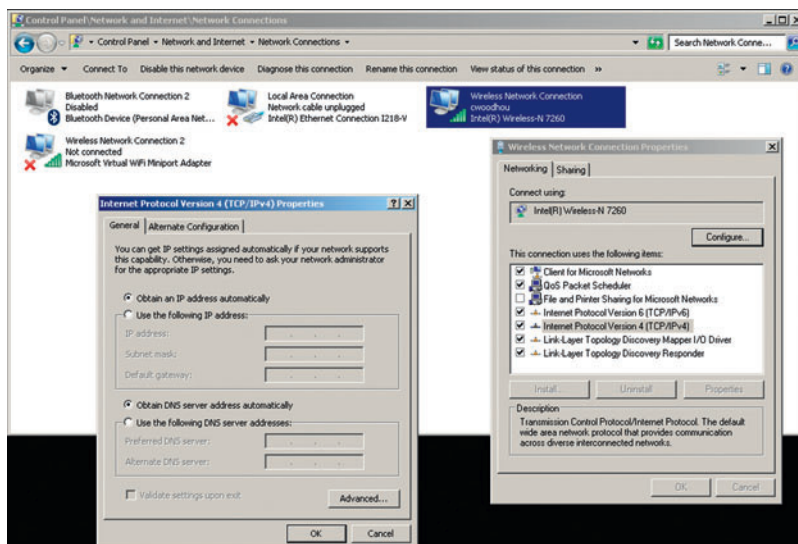 Control Panel\Network and Internet\Network Connections
Control Panel • Network and Internet • Network Connections •
Search Network Conne...
Organize Connect To Disable this network device Diagnose this connection Rename this connection View status of this connection »
Bluetooth Network Connection 2
Disabled
Bluetooth Device (Personal Area Net...
Local Area Connection
Network cable unplugged
Intel(R) Ethernet Connection I218-V
Wireless Network Connection
cwoodhou
Intel(R) Wireless-N 7260
Wireless Network Connection 2
Not connected
Microsoft Virtual WiFi Miniport Adapter
Internet Protocol Version 4 (TCP/IPv4) Properties
General Alternate Configuration
You can get IP settings assigned automatically if your network supports
this capability. Otherwise, you need to ask your network administrator
for the appropriate IP settings.
Obtain an IP address automatically
Use the following IP address:
IP address:
Subnet mask:
Default gateway:
Obtain DNS server address automatically
Use the following DNS server addresses:
Preferred DNS server:
Alternate DNS server:
Validate settings upon exit
Advanced...
OK Cancel
Wireless Network Connection Properties
Networking Sharing
Connect using:
Intel(R) Wireless-N 7260
Configure...
This connection uses the following items:
Client for Microsoft Networks
QoS Packet Scheduler
File and Printer Sharing for Microsoft Networks
Internet Protocol Version 6 (TCP/IPv6)
Internet Protocol Version 4 (TCP/IPv4)
Link-Layer Topology Discovery Mapper I/O Driver
Link-Layer Topology Discovery Responder
Install... Uninstall Properties
Description
Transmission Control Protocol/Internet Protocol. The default
wide area network protocol that provides communication
across diverse interconnected networks.
OK Cancel